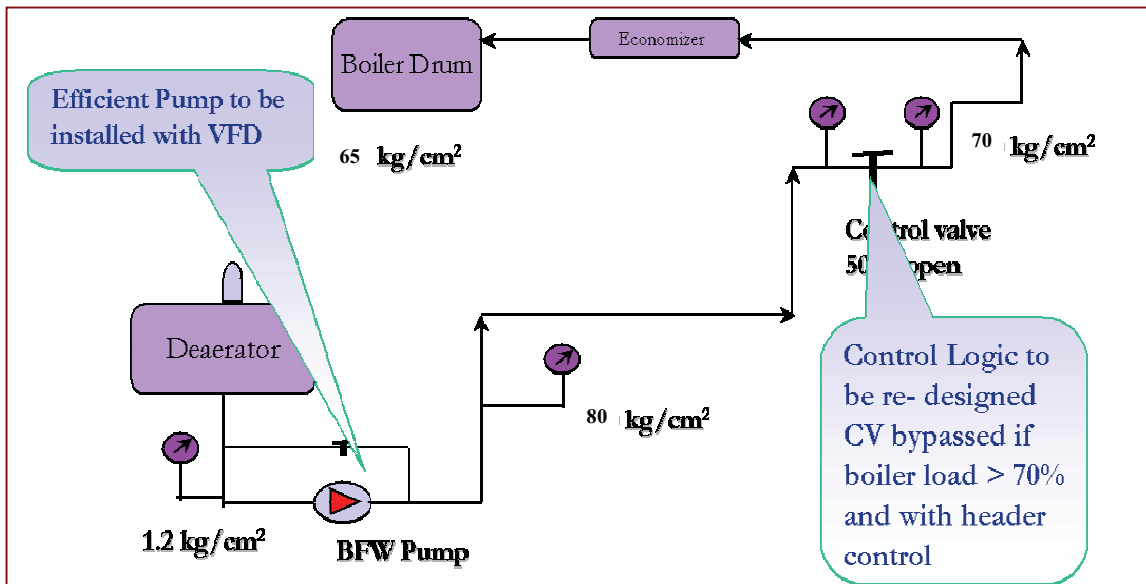 Economizer
Boiler Drum
Efficient Pump to be
installed with VFD
65 kg/cm²
70 kg/cm²
Control valve
open
Deaerator
80 kg/cm²
Control Logic to
be re- designed
CV bypassed if
boiler load > 70%
and with header
control
1.2 kg/cm²
BFW Pump